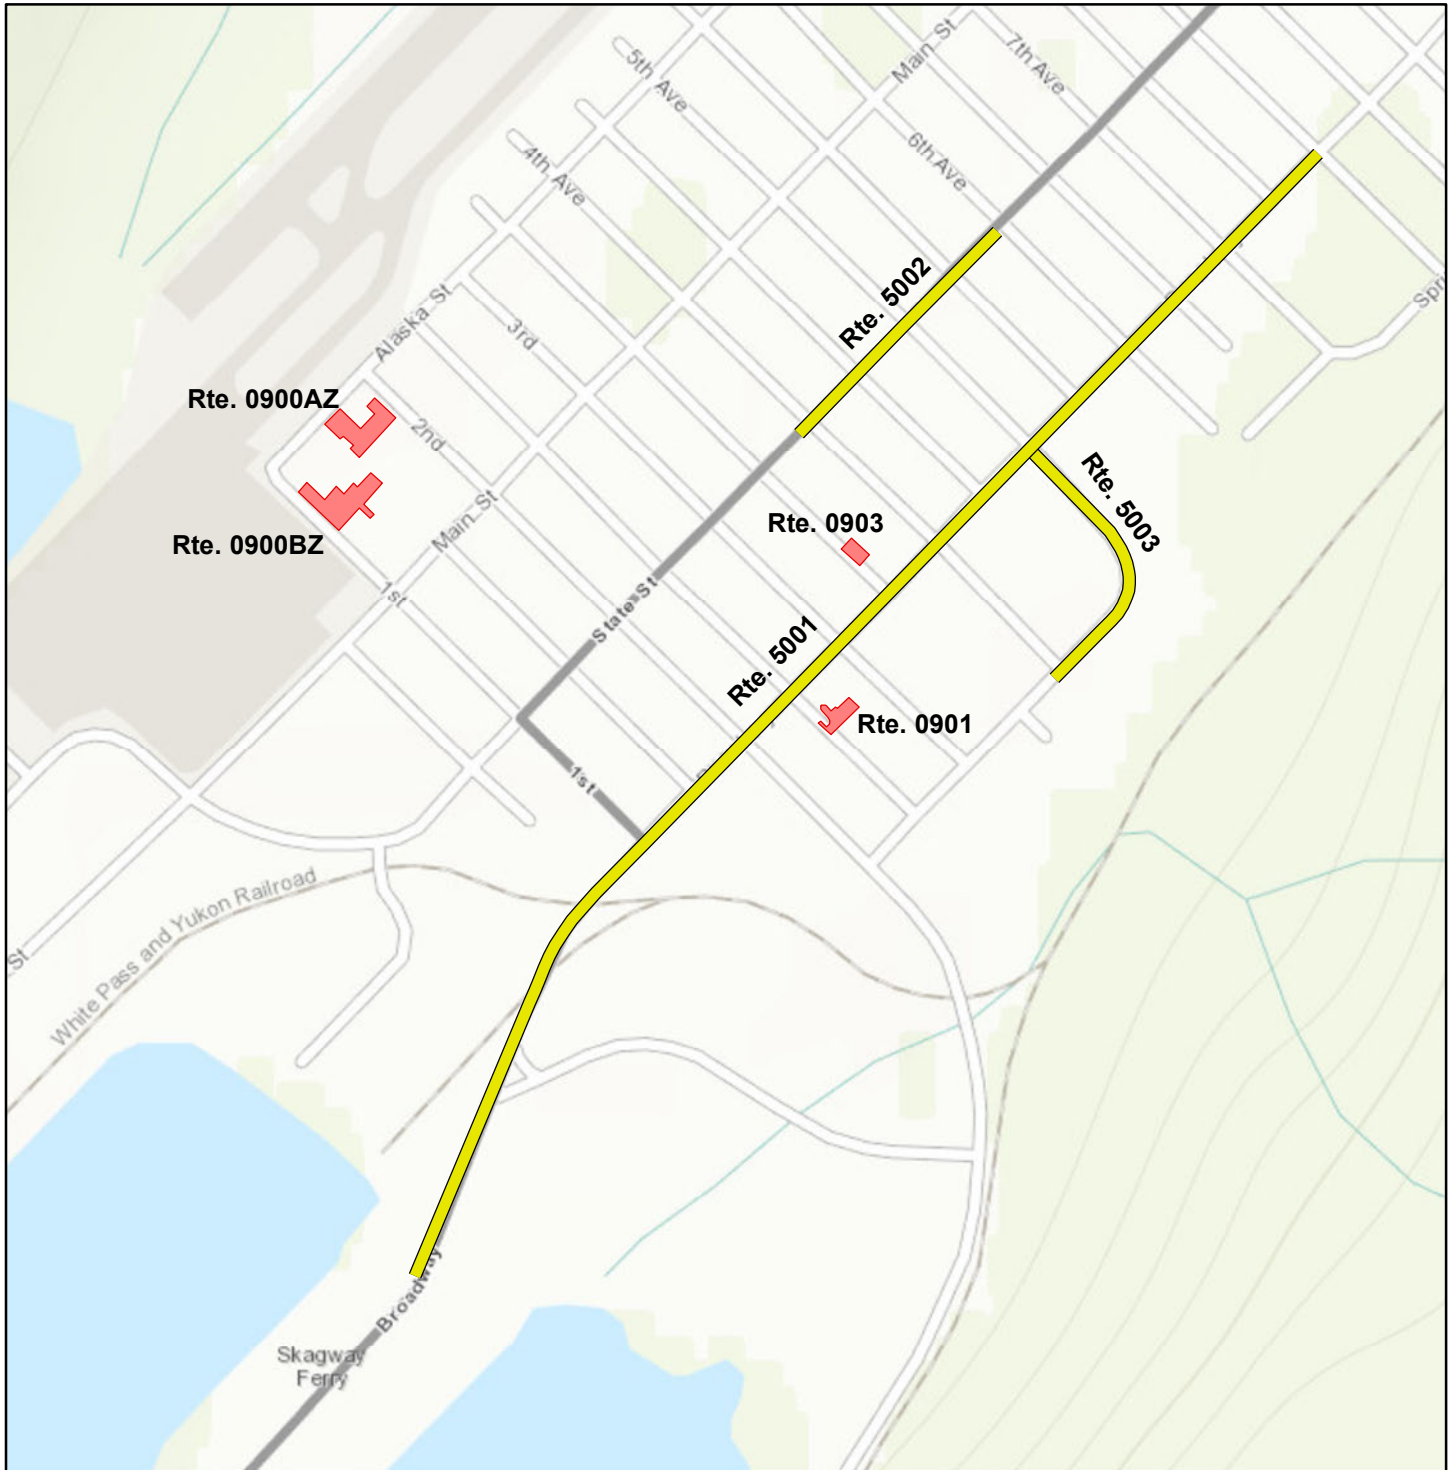 Main St
7th Ave
5th Ave
6th Ave
4th Ave
Rte. 5002
Spr
Alaska St
3rd
Rte. 0900AZ
2nd
Rte. 5003
Main St
Rte. 0903
Rte. 0900BZ
1st
State St
Rte. 5001
Rte. 0901
1st
White Pass and Yukon Railroad
St
Broadway
Skagway
Ferry